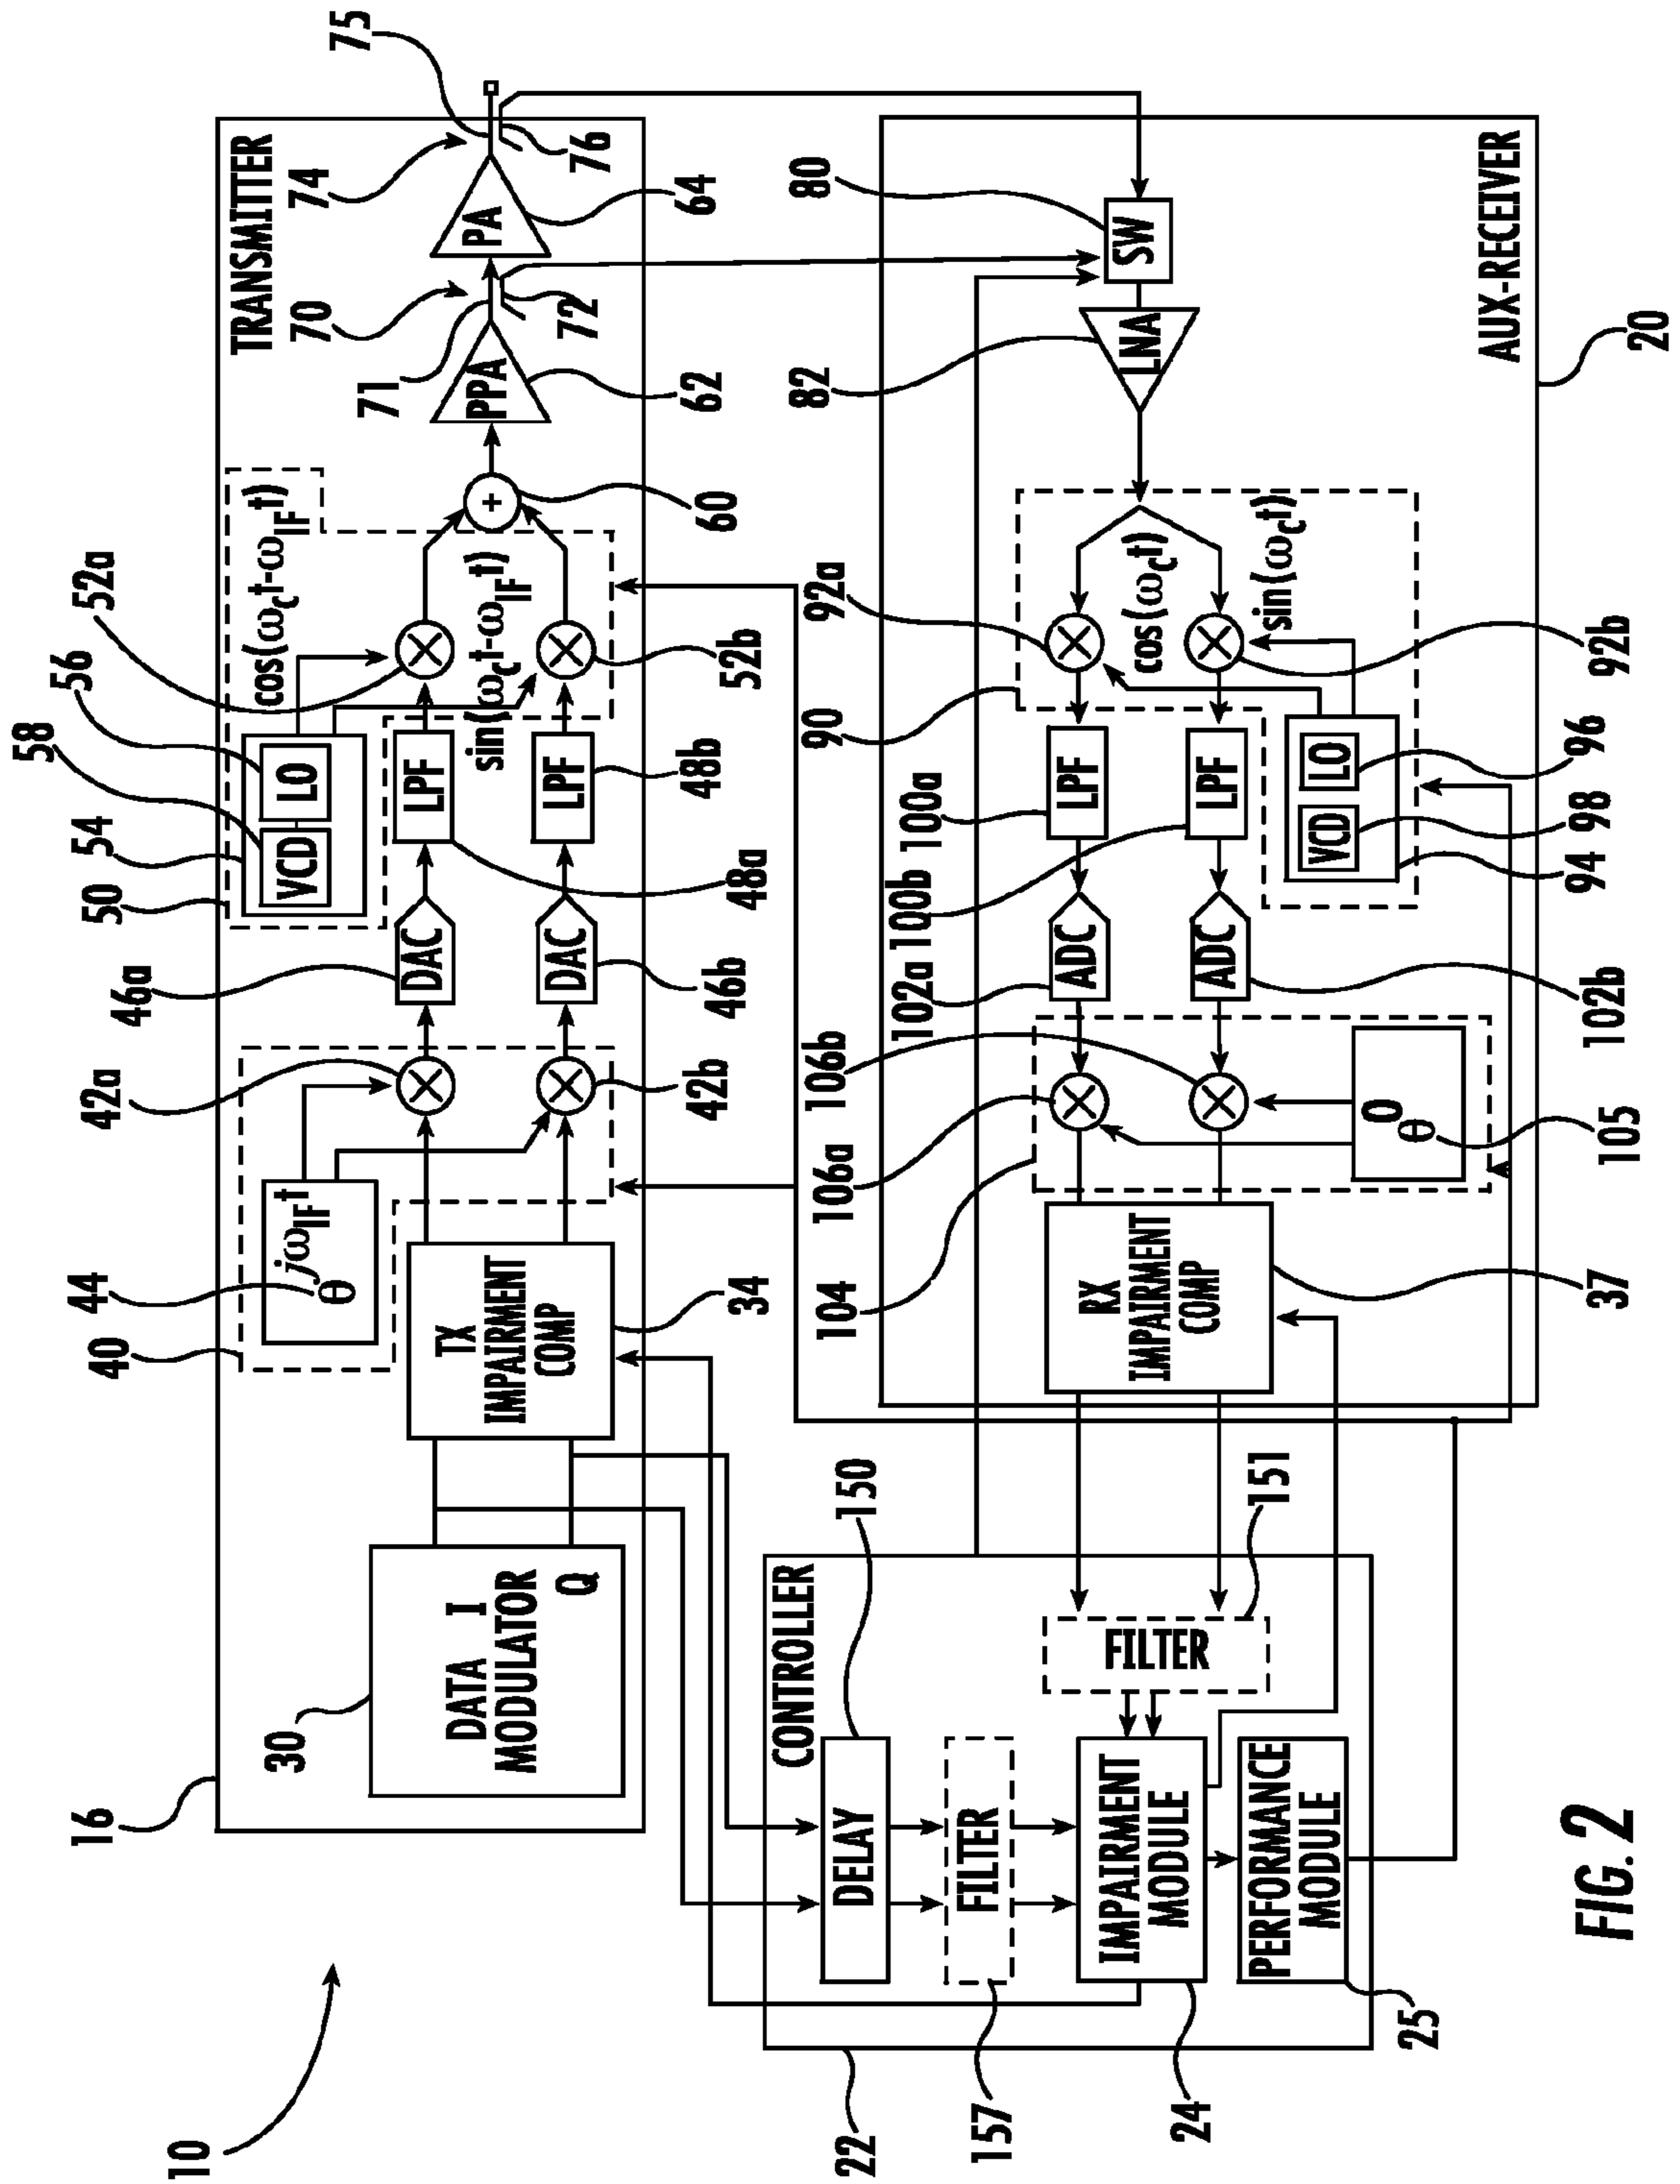 10
16
TRANSMITTER
30
DATA I
MODULATOR
Q
40
44
θ jωIFt
TX
IMPAIRMENT
COMP
34
42a
42b
46a
DAC
DAC
46b
50
54
58
56
52a
VCD
LO
cos(ωct-ωIFt)
LPF
48a
sin(ωct-ωIFt)
LPF
48b
52b
+
60
PPA
62
70
71
72
PA
64
74
75
76
22
CONTROLLER
150
DELAY
FILTER
157
FILTER
151
IMPAIRMENT
MODULE
24
PERFORMANCE
MODULE
25
AUX-RECEIVER
20
80
SW
82
LNA
90
92a
cos(ωct)
sin(ωct)
92b
100a
LPF
100b
LPF
LO
96
VCD
98
94
102a
ADC
ADC
102b
104
106a
106b
θ 0
105
RX
IMPAIRMENT
COMP
37
FIG. 2